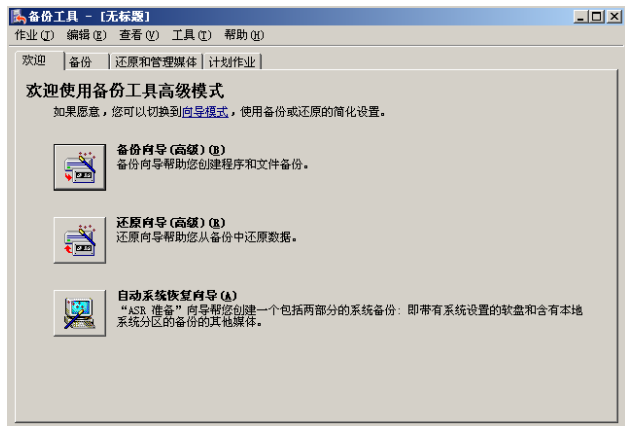 备份工具 - [无标题]
作业(J) 编辑(E) 查看(V) 工具(T) 帮助(H)
欢迎 备份 还原和管理媒体 计划作业
欢迎使用备份工具高级模式
如果愿意，您可以切换到向导模式，使用备份或还原的简化设置。
备份向导(高级)(B)
备份向导帮助您创建程序和文件备份。
还原向导(高级)(R)
还原向导帮助您从备份中还原数据。
自动系统恢复向导(A)
“ASR 准备”向导帮您创建一个包括两部分的系统备份: 即带有系统设置的软盘和含有本地
系统分区的备份的其他媒体。